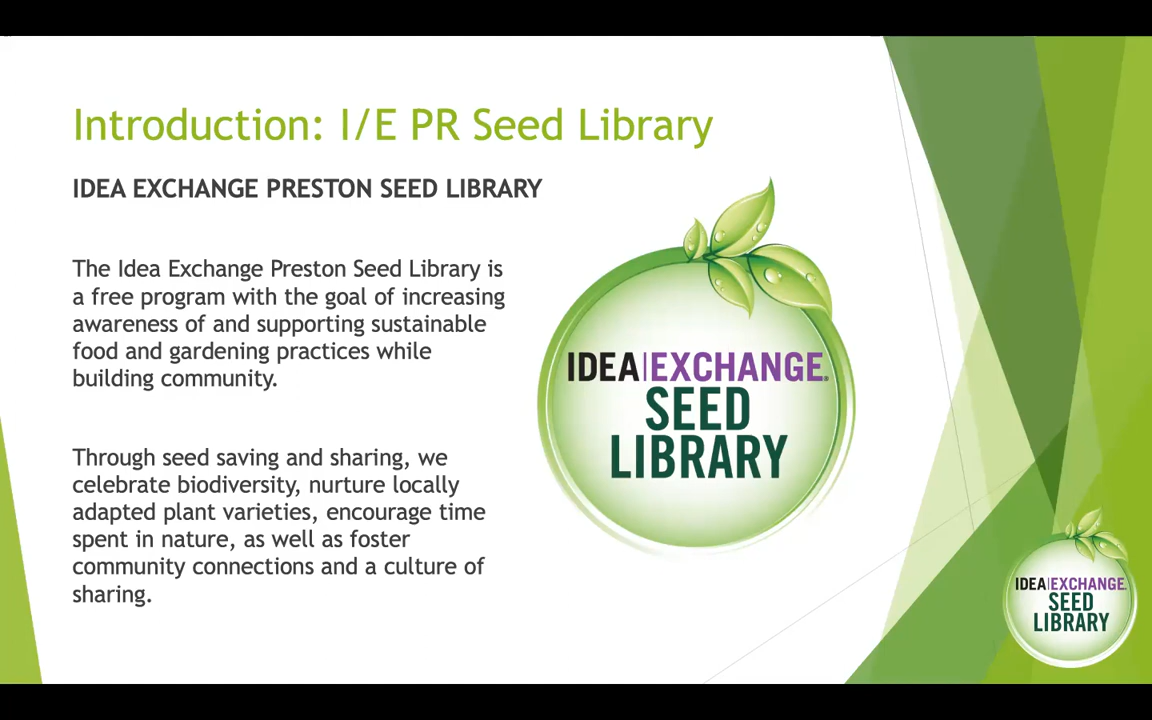 Introduction: I/E PR Seed Library
IDEA EXCHANGE PRESTON SEED LIBRARY
The Idea Exchange Preston Seed Library is
a free program with the goal of increasing
awareness of and supporting sustainable
food and gardening practices while
building community.
Through seed saving and sharing, we
celebrate biodiversity, nurture locally
adapted plant varieties, encourage time
spent in nature, as well as foster
community connections and a culture of
sharing.
IDEA|EXCHANGE®
SEED
LIBRARY
IDEA|EXCHANGE
SEED
LIBRARY